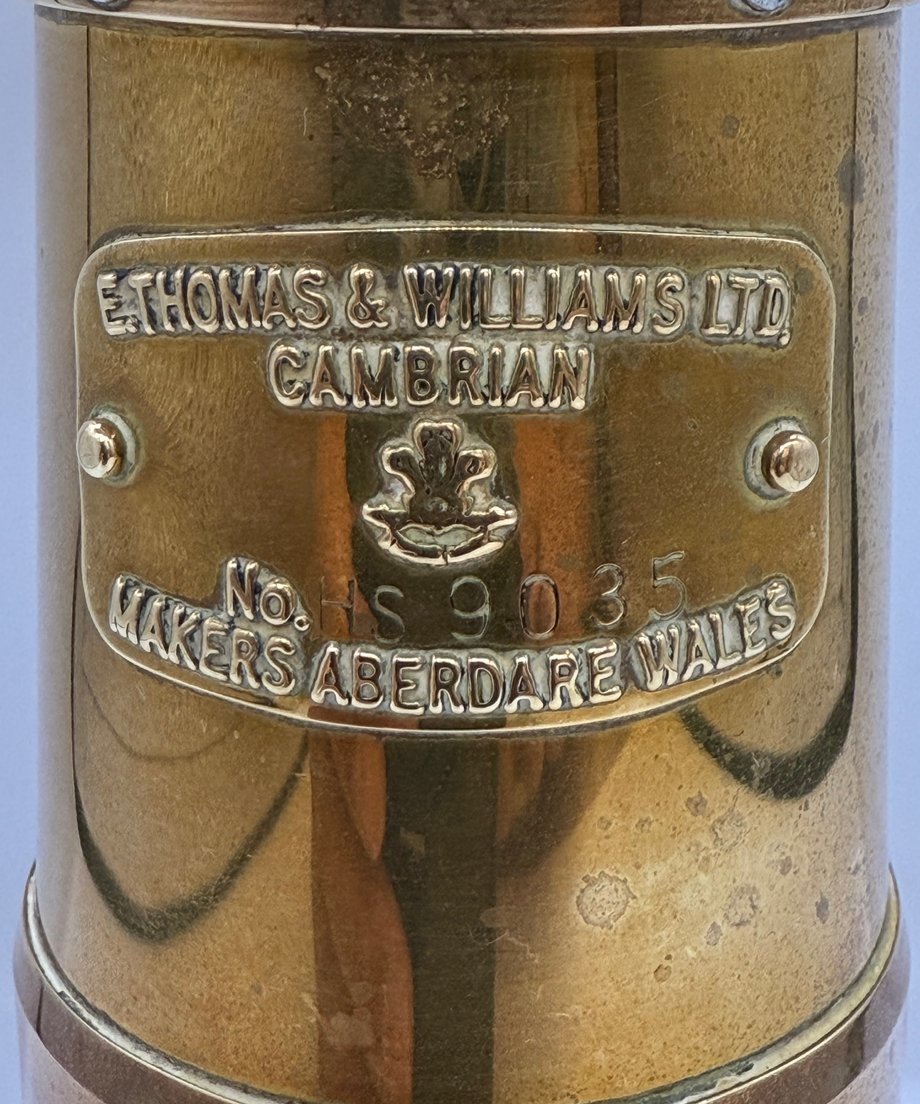 E. THOMAS & WILLIAMS LTD.
CAMBRIAN
No. HS 9035
MAKERS ABERDARE WALES